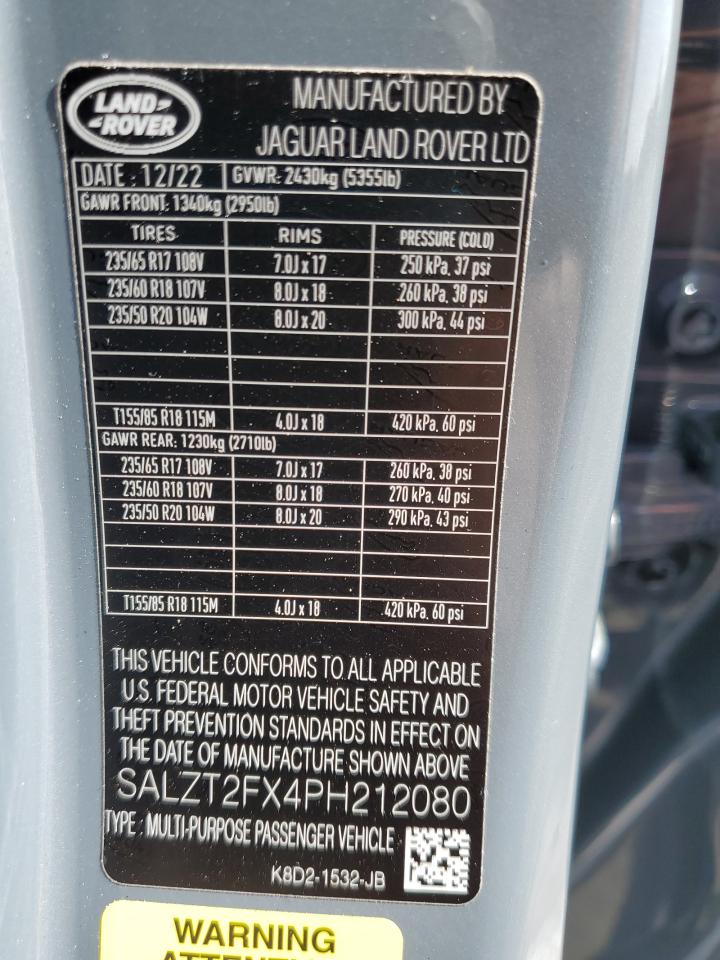 LAND ROVER
MANUFACTURED BY
JAGUAR LAND ROVER LTD
DATE : 12/22 GVWR: 2430kg (5355lb)
GAWR FRONT: 1340kg (2950lb)
TIRES RIMS PRESSURE (COLD)
235/65 R17 108V 7.0J x 17 250 kPa, 37 psi
235/60 R18 107V 8.0J x 18 260 kPa, 38 psi
235/50 R20 104W 8.0J x 20 300 kPa, 44 psi
T155/85 R18 115M 4.0J x 18 420 kPa, 60 psi
GAWR REAR: 1230kg (2710lb)
235/65 R17 108V 7.0J x 17 260 kPa, 38 psi
235/60 R18 107V 8.0J x 18 270 kPa, 40 psi
235/50 R20 104W 8.0J x 20 290 kPa, 43 psi
T155/85 R18 115M 4.0J x 18 420 kPa, 60 psi
THIS VEHICLE CONFORMS TO ALL APPLICABLE
U.S. FEDERAL MOTOR VEHICLE SAFETY AND
THEFT PREVENTION STANDARDS IN EFFECT ON
THE DATE OF MANUFACTURE SHOWN ABOVE
SALZT2FX4PH212080
TYPE : MULTI-PURPOSE PASSENGER VEHICLE
K8D2-1532-JB
WARNING